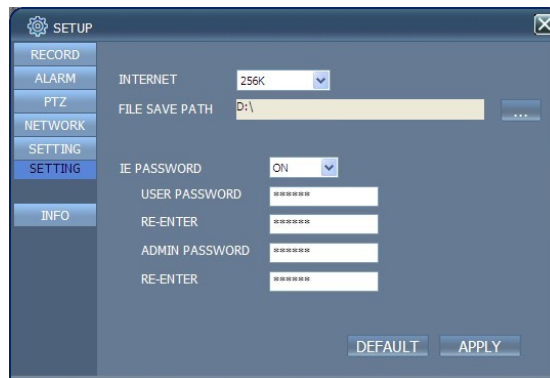 SETUP
RECORD
ALARM
PTZ
NETWORK
SETTING
SETTING
INFO
INTERNET 256K
FILE SAVE PATH D:\ ...
IE PASSWORD ON
USER PASSWORD ******
RE-ENTER ******
ADMIN PASSWORD ******
RE-ENTER ******
DEFAULT APPLY